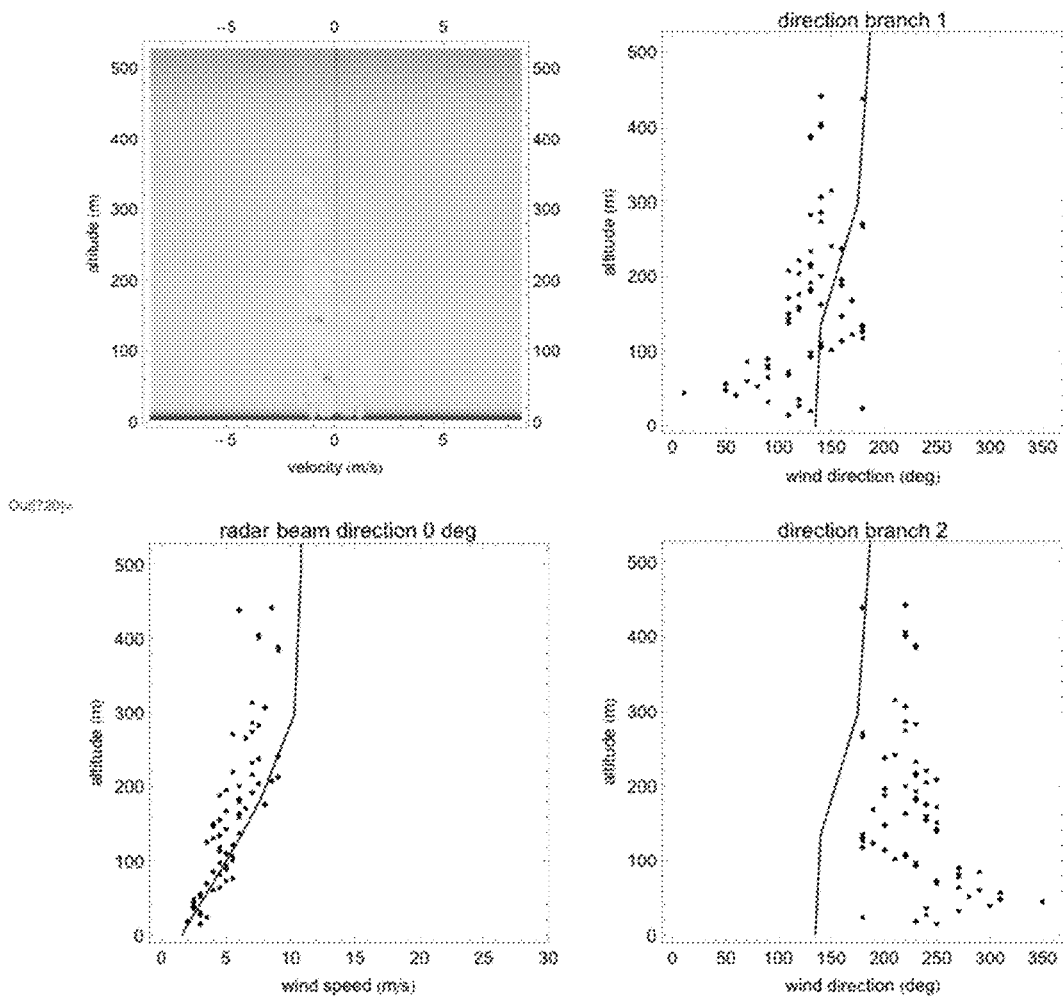 --5 0 5
direction branch 1
500 500
400 400
300 300
200 200
100 100
0 0
altitude (m)
--5 0 5
velocity (m/s)
500
400
300
200
100
0
altitude (m)
0 50 100 150 200 250 300 350
wind direction (deg)
radar beam direction 0 deg
direction branch 2
500
400
300
200
100
0
altitude (m)
0 5 10 15 20 25 30
wind speed (m/s)
500
400
300
200
100
0
altitude (m)
0 50 100 150 200 250 300 350
wind direction (deg)